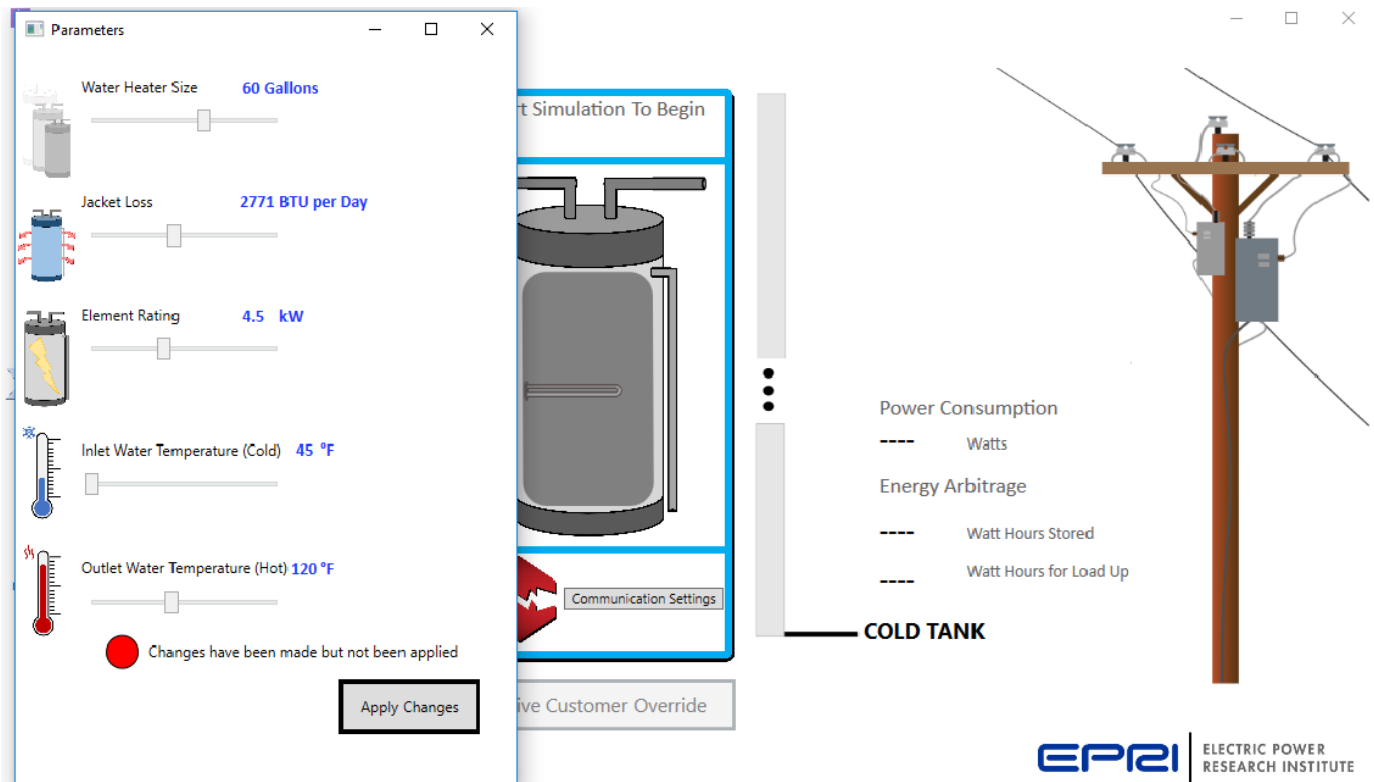 Parameters
Water Heater Size 60 Gallons
rt Simulation To Begin
Jacket Loss 2771 BTU per Day
Element Rating 4.5 kW
Power Consumption
---- Watts
Inlet Water Temperature (Cold) 45 °F
Energy Arbitrage
---- Watt Hours Stored
---- Watt Hours for Load Up
Outlet Water Temperature (Hot) 120 °F
Communication Settings
COLD TANK
Changes have been made but not been applied
Apply Changes
ive Customer Override
EPRI
ELECTRIC POWER
RESEARCH INSTITUTE